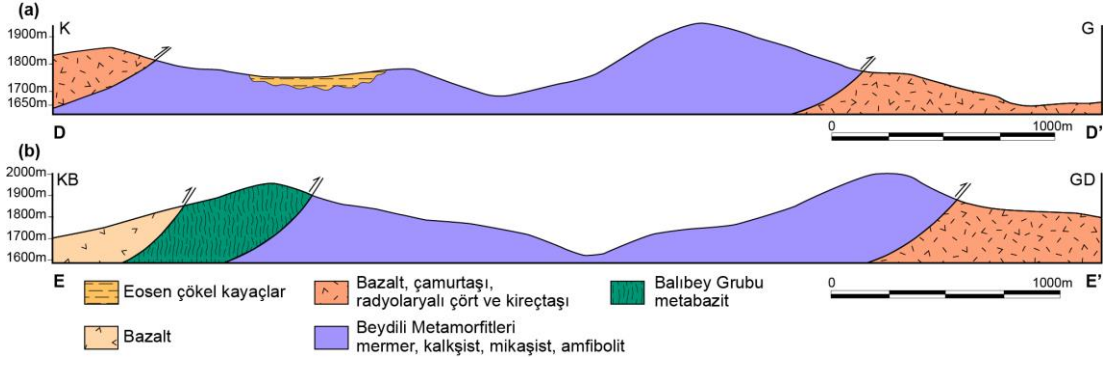 (a)
K
G
1900m
1800m
1700m
1650m
D
0
1000m
D'
(b)
KB
GD
2000m
1900m
1800m
1700m
1600m
E
0
1000m
E'
Eosen çökel kayaçlar
Bazalt, çamurtaşı,
radyolaryalı çört ve kireçtaşı
Balıbey Grubu
metabazit
Bazalt
Beydili Metamorfitleri
mermer, kalkşist, mikaşist, amfibolit